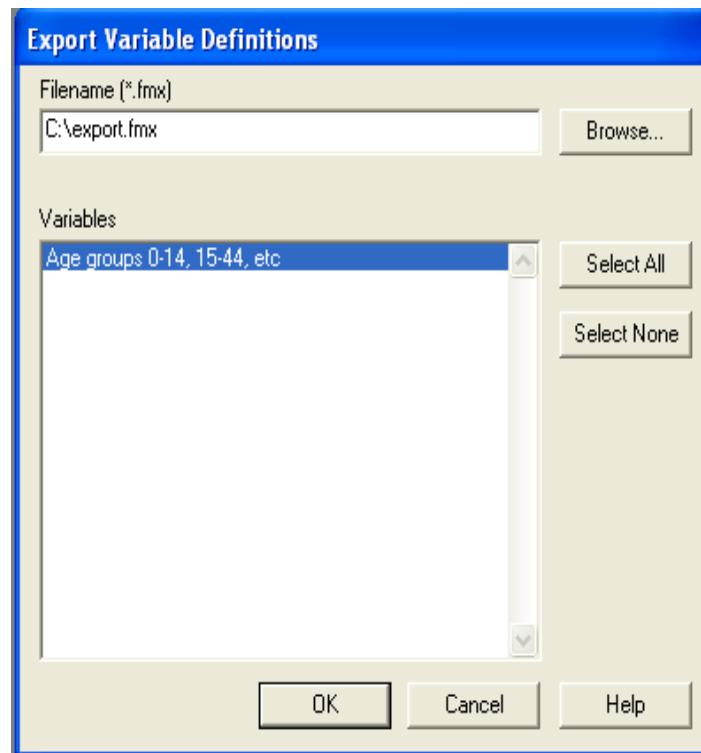 Export Variable Definitions
Filename (*.fmx)
C:\export.fmx
Browse...
Variables
Age groups 0-14, 15-44, etc
Select All
Select None
OK
Cancel
Help